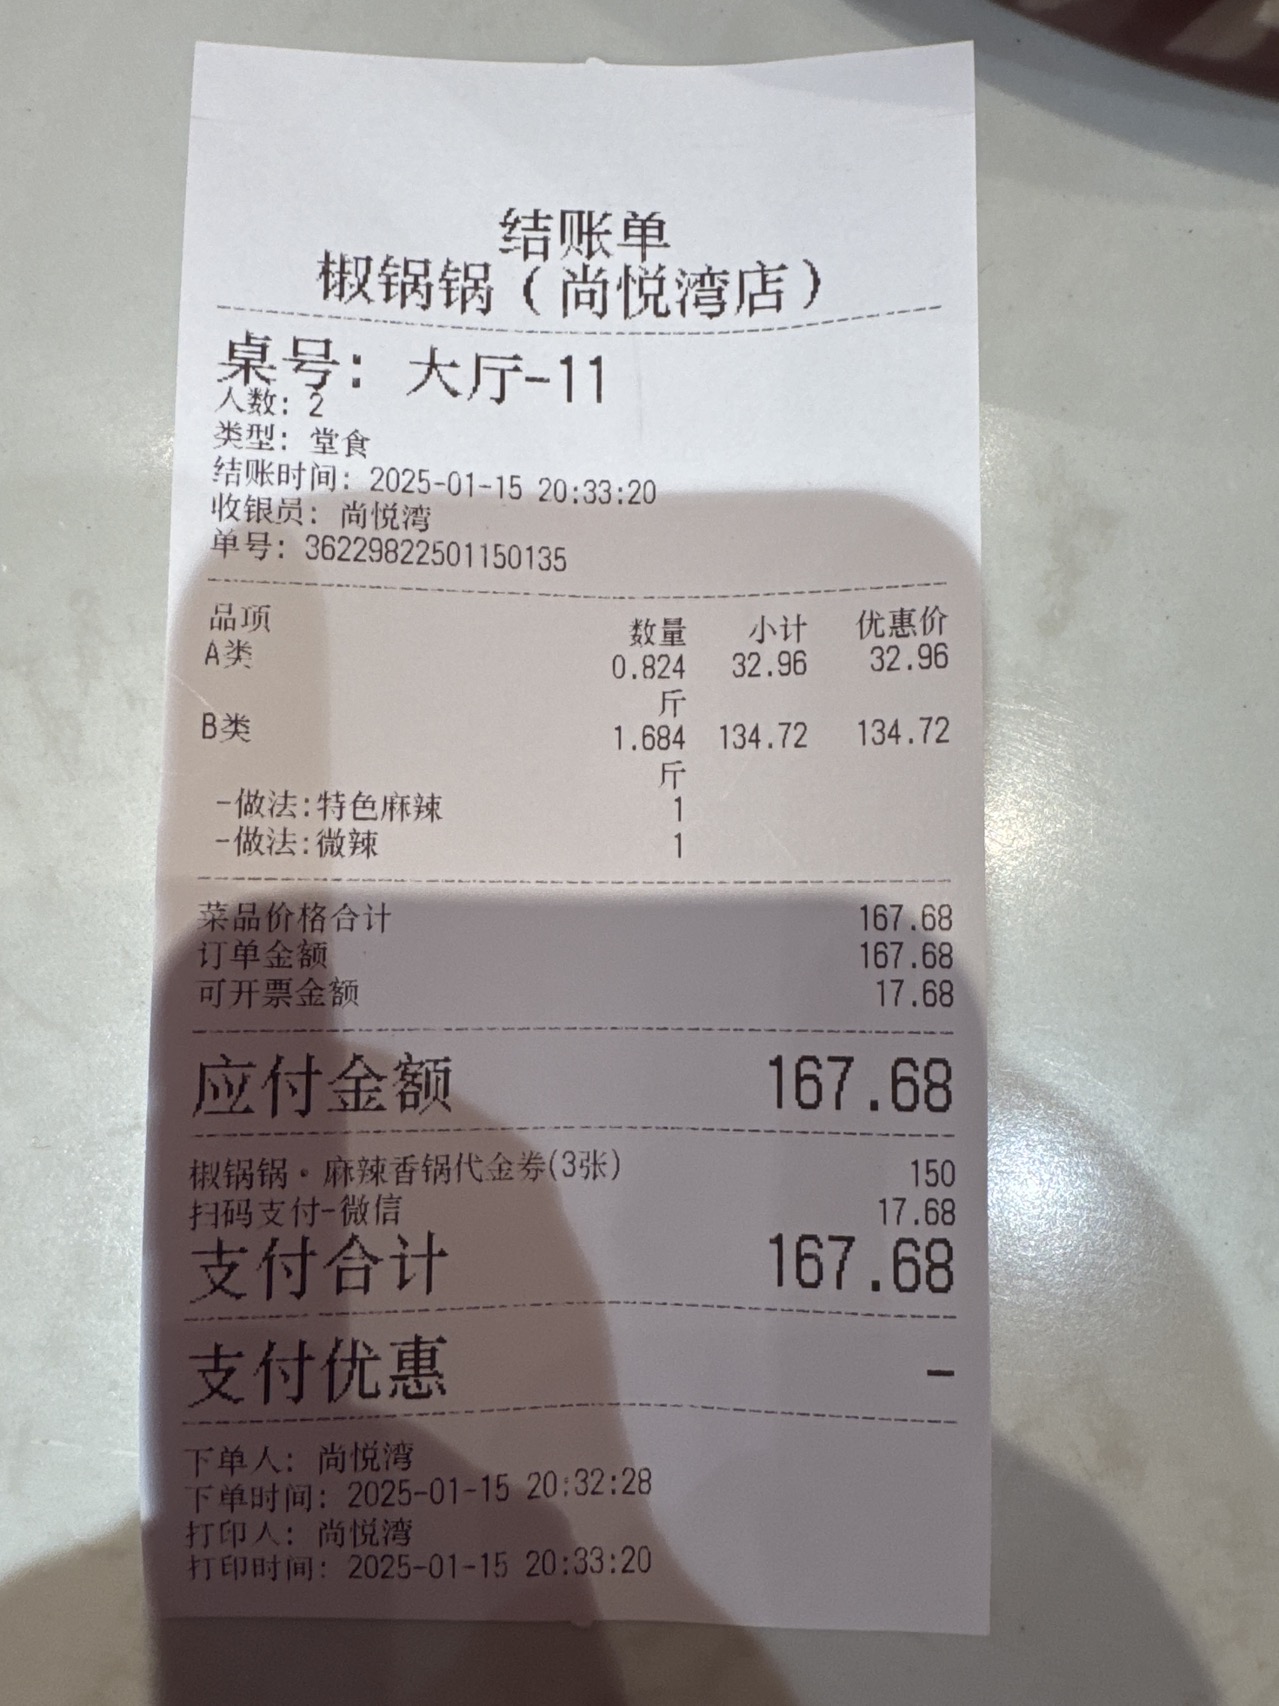 结账单
椒锅锅（尚悦湾店）
桌号：大厅-11
人数：2
类型：堂食
结账时间：2025-01-15 20:33:20
收银员：尚悦湾
单号：36229822501150135
品项 数量 小计 优惠价
A类 0.824 32.96 32.96
斤
B类 1.684 134.72 134.72
斤
-做法:特色麻辣 1
-做法:微辣 1
菜品价格合计 167.68
订单金额 167.68
可开票金额 17.68
应付金额 167.68
椒锅锅·麻辣香锅代金券(3张) 150
扫码支付-微信 17.68
支付合计 167.68
支付优惠 -
下单人：尚悦湾
下单时间：2025-01-15 20:32:28
打印人：尚悦湾
打印时间：2025-01-15 20:33:20